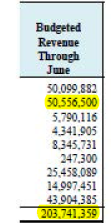 Budgeted
Revenue
Through
June
50,099,882
50,556,500
5,790,116
4,341,905
8,345,731
247,300
25,458,089
14,997,451
43,904,385
203,741,359